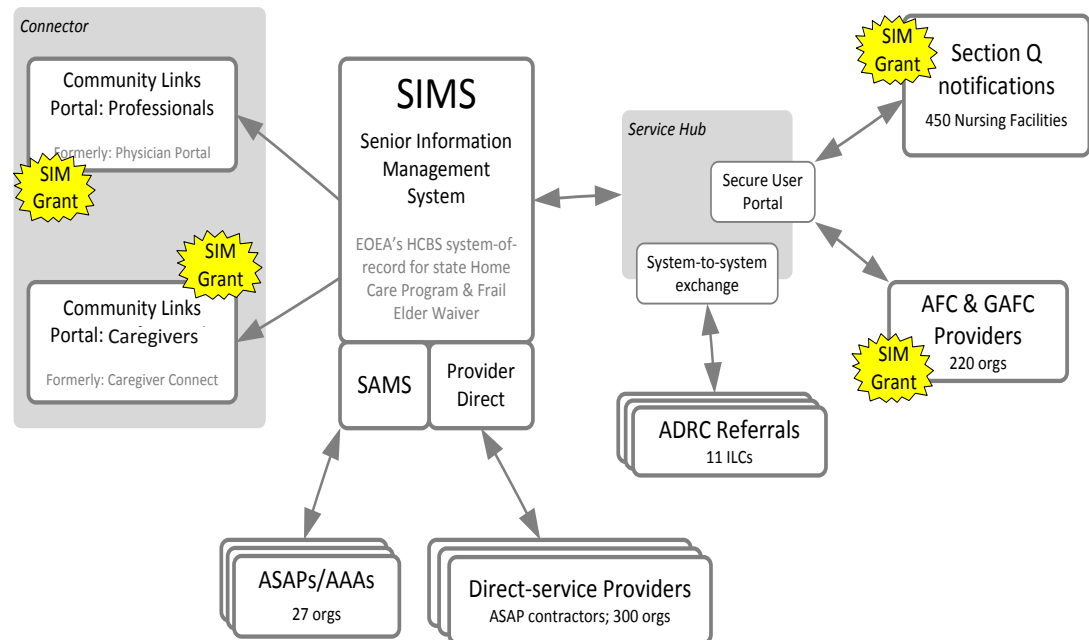 Connector
Community Links
Portal: Professionals
Formerly: Physician Portal
SIM
Grant
SIM
Grant
Community Links
Portal: Caregivers
Formerly: Caregiver Connect
SIMS
Senior Information
Management
System
EOEA's HCBS system-of-
record for state Home
Care Program & Frail
Elder Waiver
SAMS
Provider
Direct
ASAPs/AAAs
27 orgs
Direct-service Providers
ASAP contractors; 300 orgs
Service Hub
Secure User
Portal
System-to-system
exchange
ADRC Referrals
11 ILCs
SIM
Grant
Section Q
notifications
450 Nursing Facilities
AFC & GAFC
Providers
220 orgs
SIM
Grant